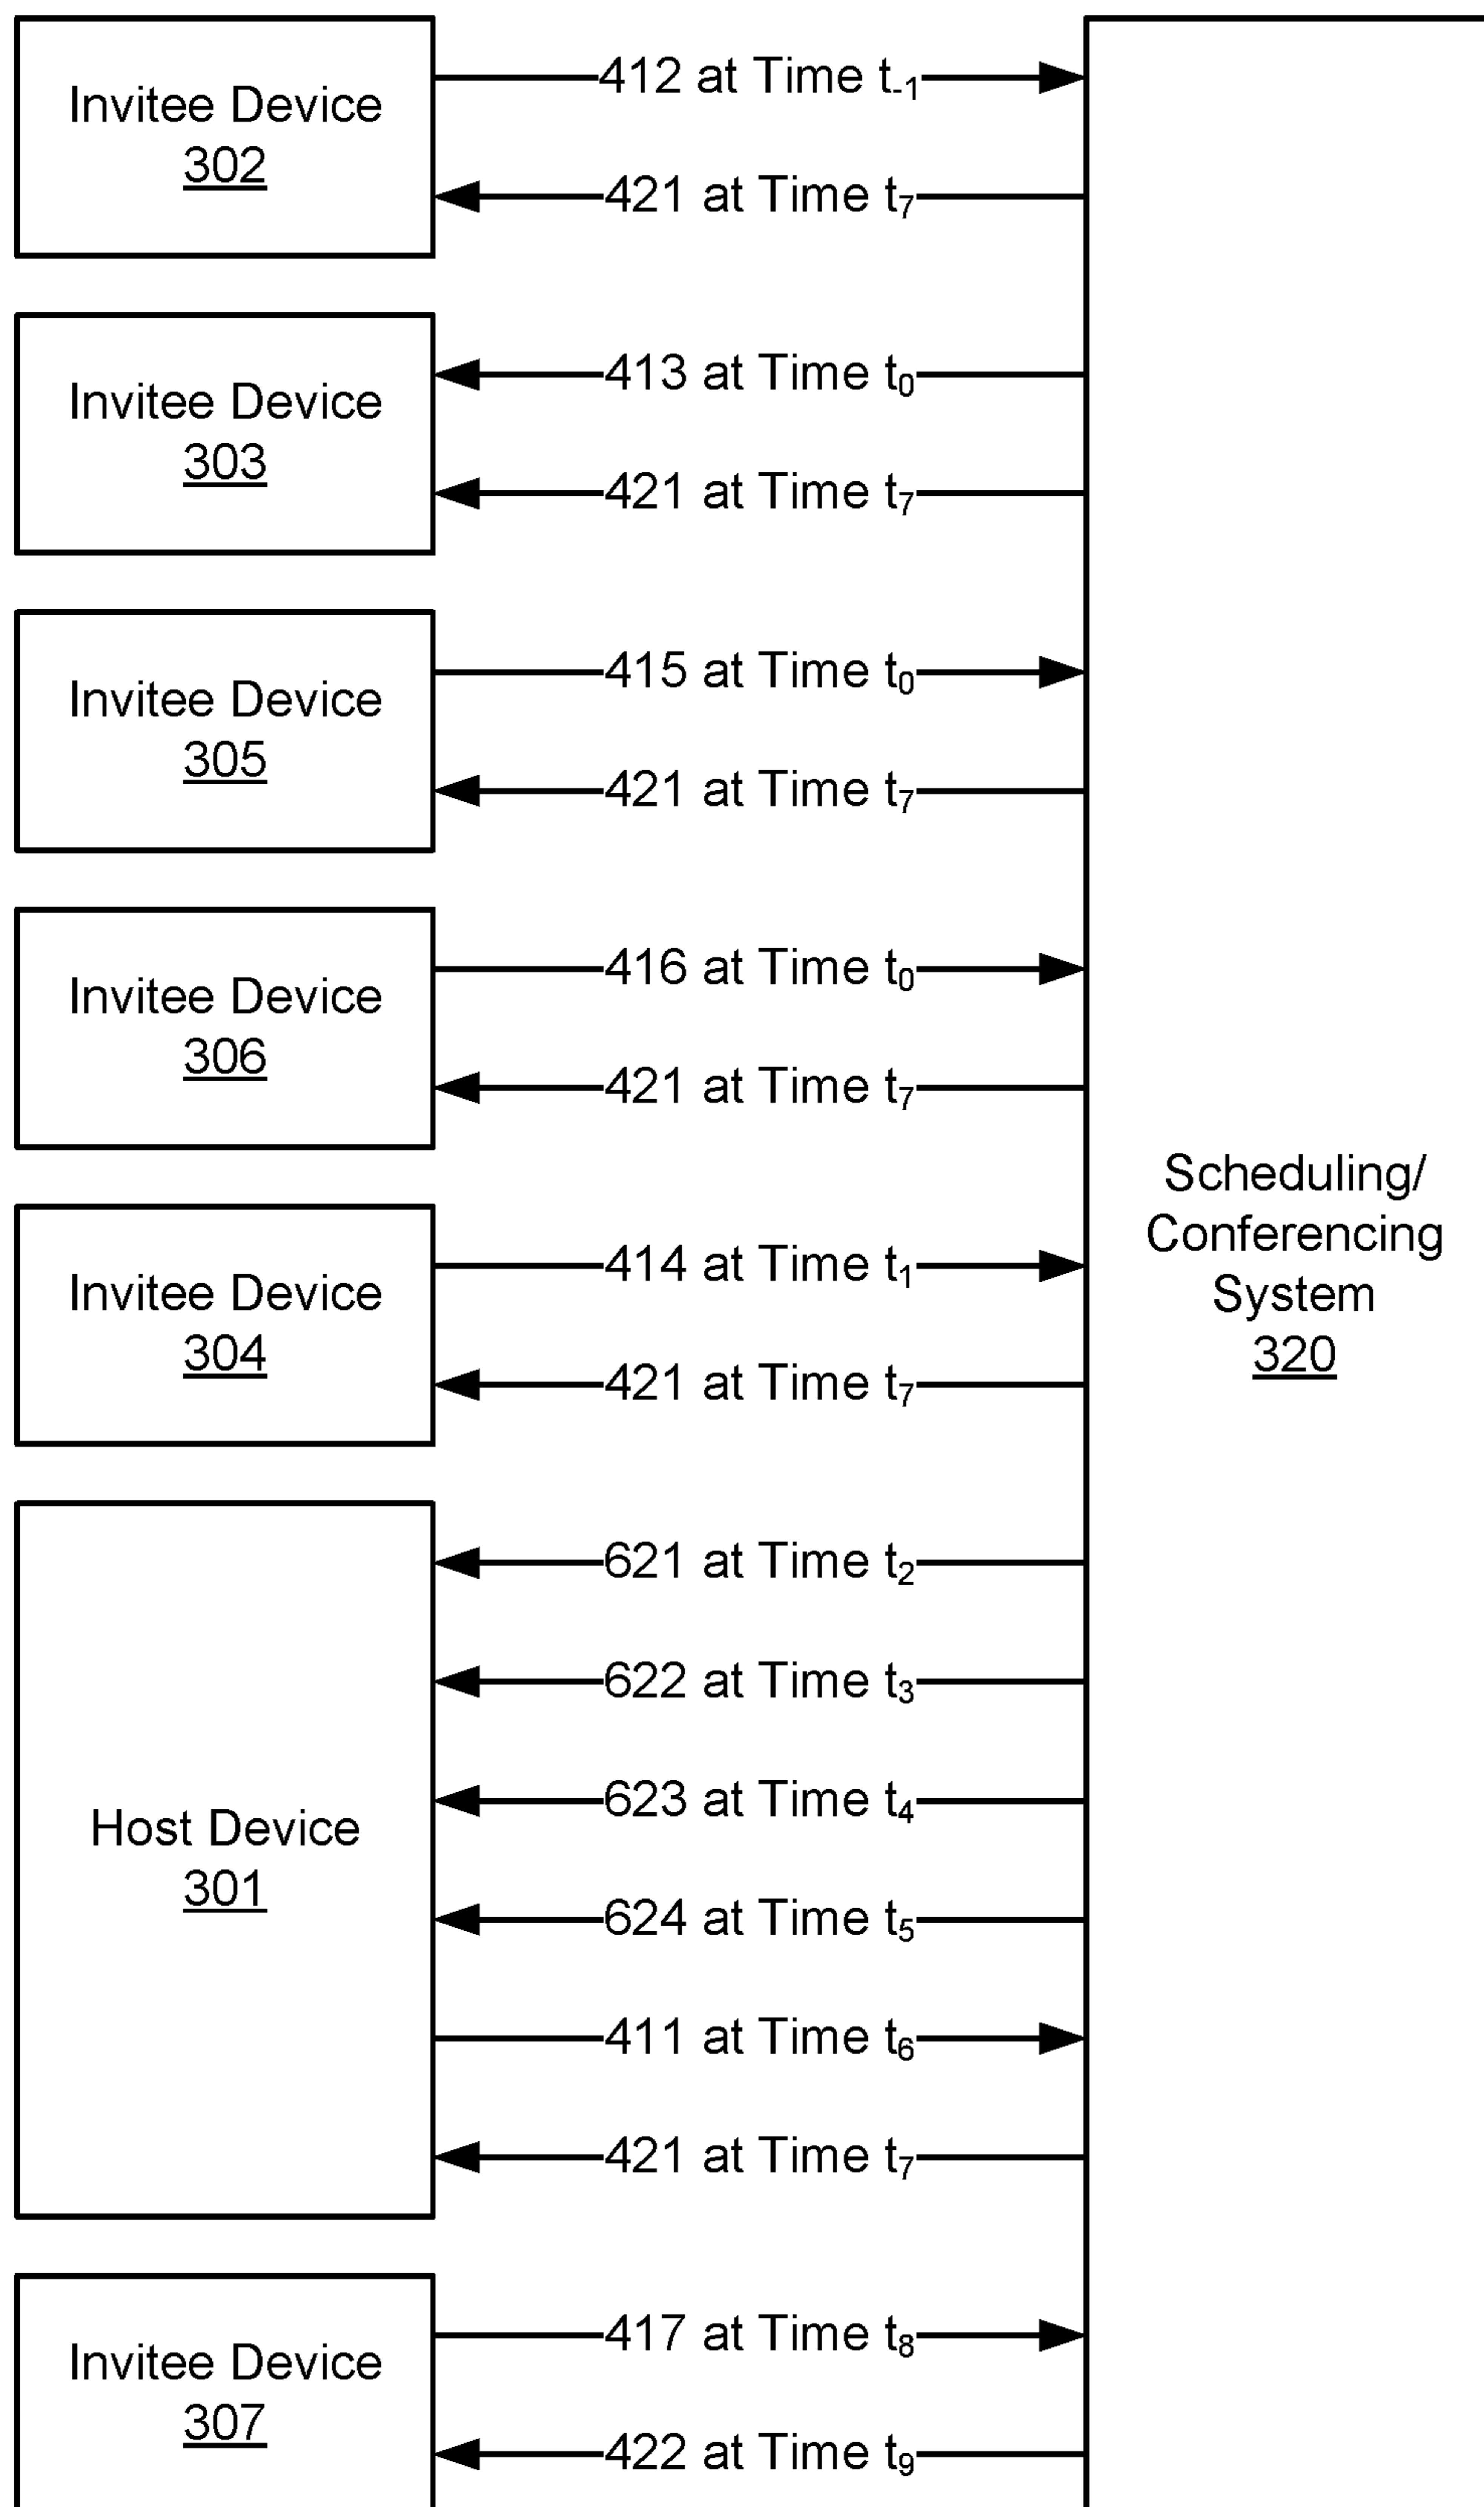 Invitee Device
302
412 at Time t-1
421 at Time t7
Invitee Device
303
413 at Time t0
421 at Time t7
Invitee Device
305
415 at Time t0
421 at Time t7
Invitee Device
306
416 at Time t0
421 at Time t7
Invitee Device
304
414 at Time t1
421 at Time t7
Host Device
301
621 at Time t2
622 at Time t3
623 at Time t4
624 at Time t5
411 at Time t6
421 at Time t7
Invitee Device
307
417 at Time t8
422 at Time t9
Scheduling/
Conferencing
System
320